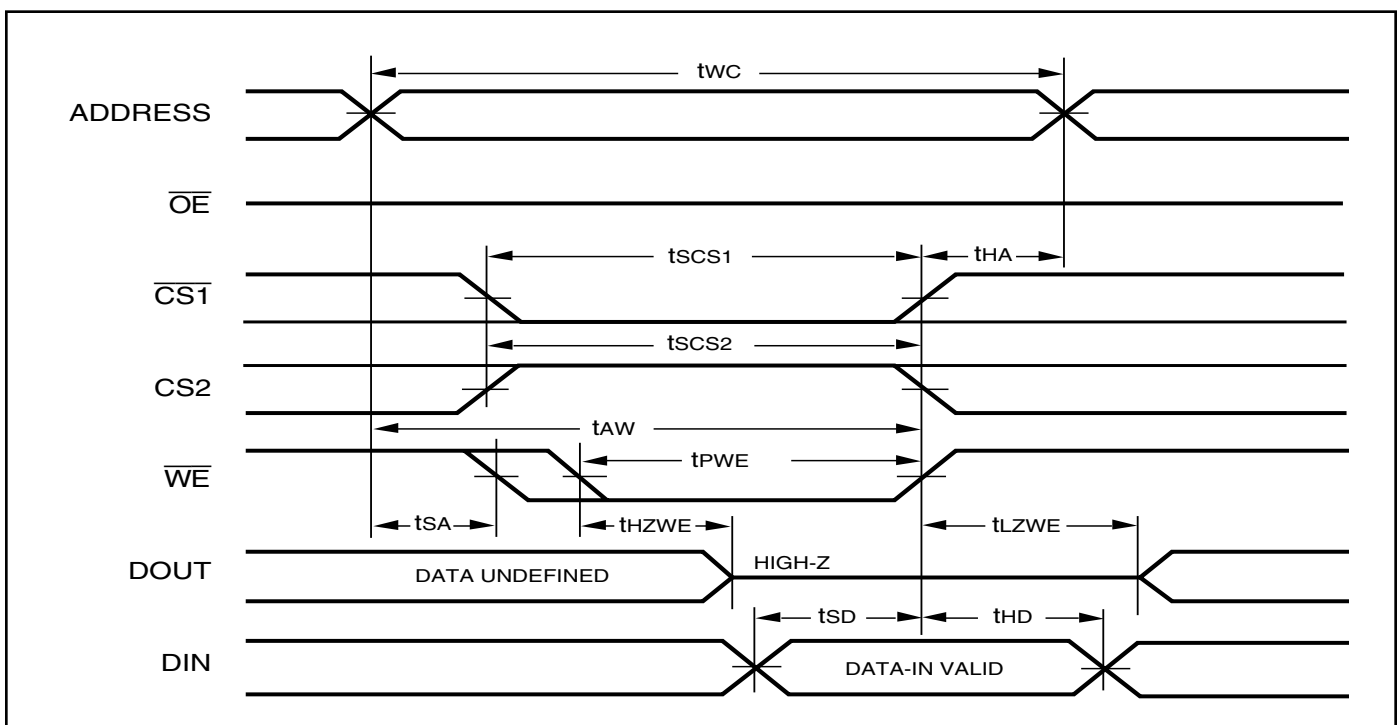 tWC
ADDRESS
OE
tSCS1
tHA
CS1
tSCS2
CS2
tAW
tPWE
WE
tSA
tHZWE
tLZWE
DOUT
DATA UNDEFINED
HIGH-Z
tSD
tHD
DIN
DATA-IN VALID